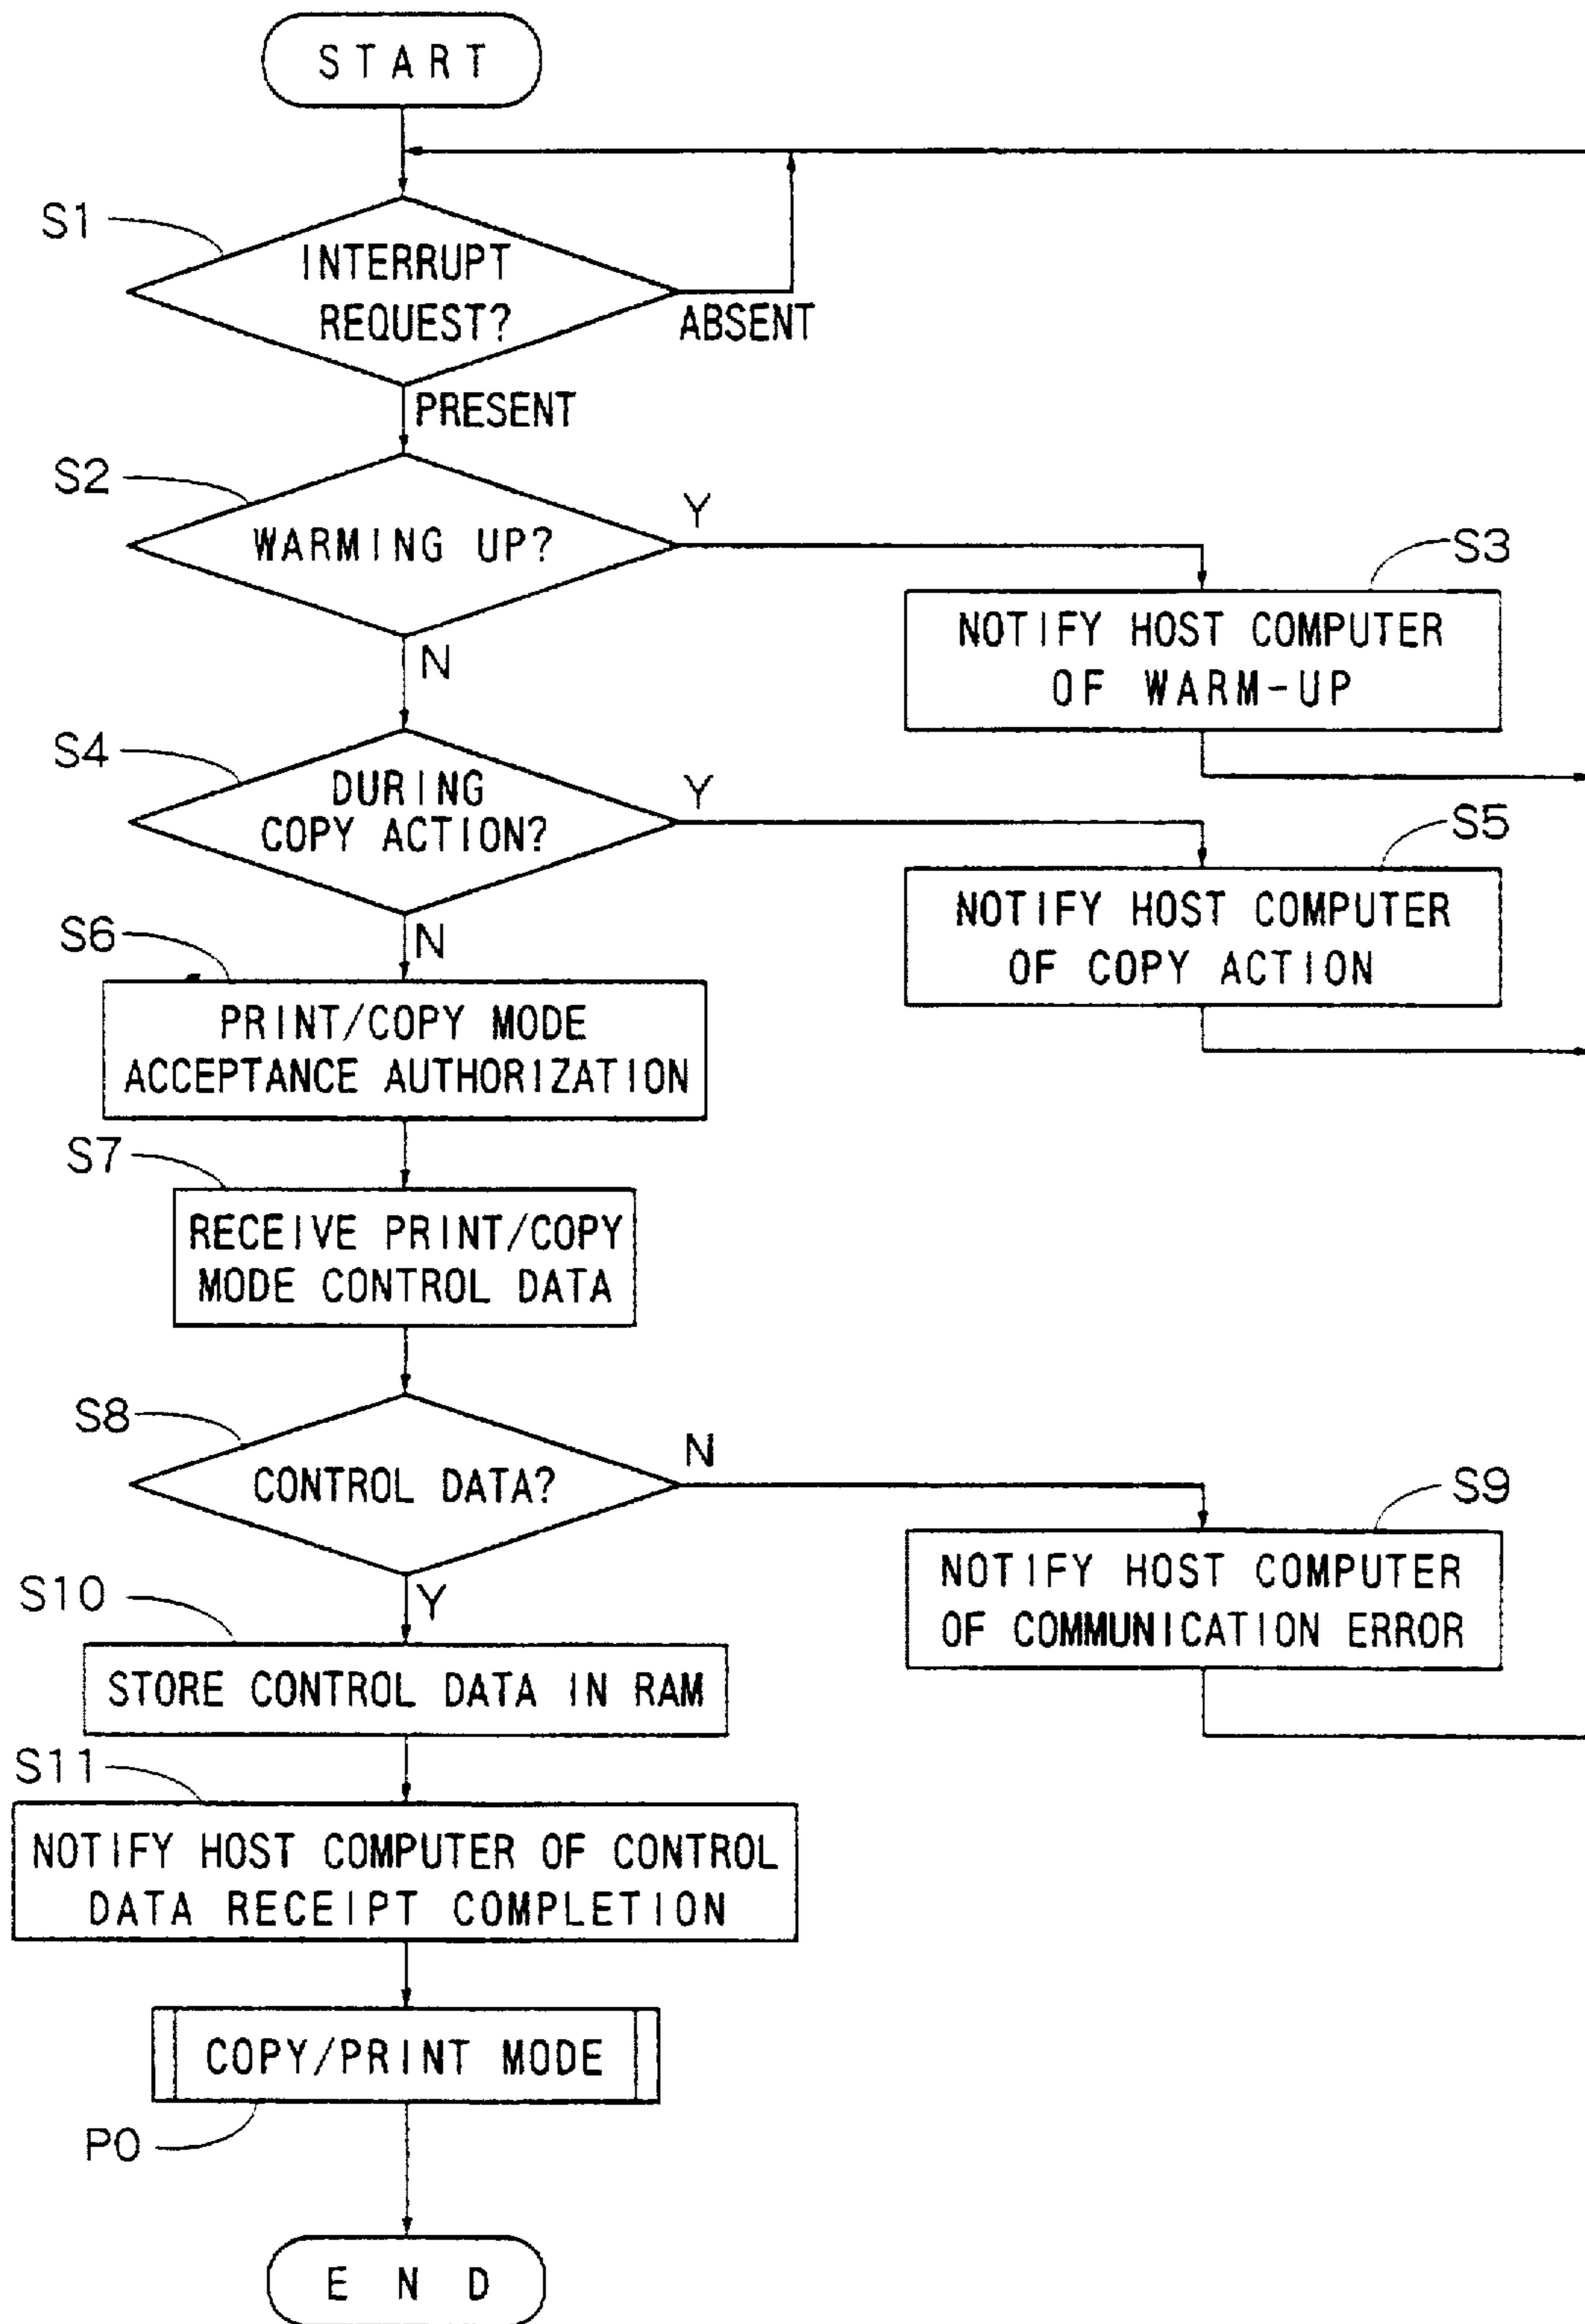 START
S1
INTERRUPT
REQUEST?
ABSENT
PRESENT
S2
WARMING UP?
Y
N
S3
NOTIFY HOST COMPUTER
OF WARM-UP
S4
DURING
COPY ACTION?
Y
N
S5
NOTIFY HOST COMPUTER
OF COPY ACTION
S6
PRINT/COPY MODE
ACCEPTANCE AUTHORIZATION
S7
RECEIVE PRINT/COPY
MODE CONTROL DATA
S8
CONTROL DATA?
N
Y
S9
NOTIFY HOST COMPUTER
OF COMMUNICATION ERROR
S10
STORE CONTROL DATA IN RAM
S11
NOTIFY HOST COMPUTER OF CONTROL
DATA RECEIPT COMPLETION
COPY/PRINT MODE
P0
END